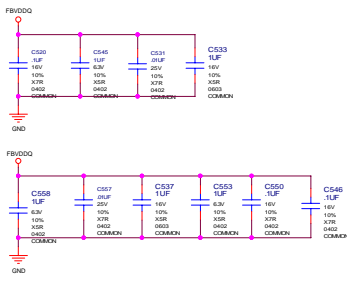 FBVDDQ
C520
.1UF
16V
10%
X7R
0402
COMMON
C545
.1UF
6.3V
10%
X5R
0402
COMMON
C531
.01UF
25V
10%
X7R
0402
COMMON
C533
1UF
16V
10%
X5R
0603
COMMON
GND
FBVDDQ
C558
1UF
6.3V
10%
X5R
0402
COMMON
C557
.01UF
25V
10%
X7R
0402
COMMON
C537
1UF
16V
10%
X5R
0603
COMMON
C553
1UF
6.3V
10%
X5R
0402
COMMON
C550
.1UF
16V
10%
X7R
0402
COMMON
C546
.1UF
16V
10%
X7R
0402
COMMON
GND